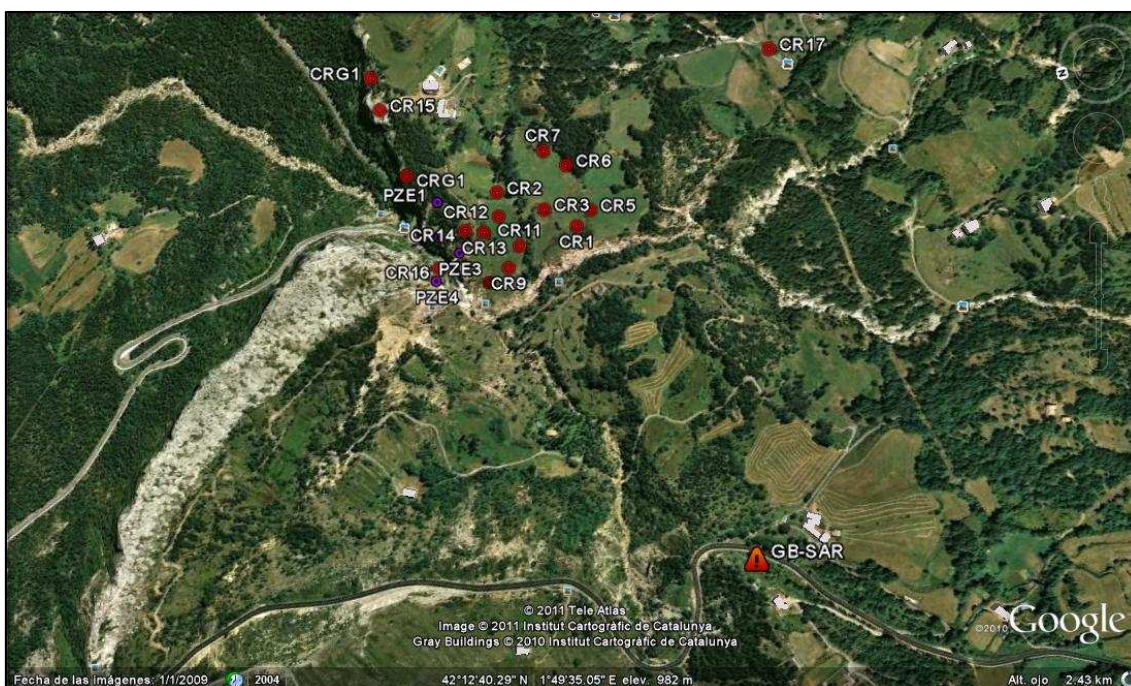 CR17
CRG1
CR15
CR7
CR6
CRG1
CR2
PZE1
CR3
CR5
CR12
CR14
CR11
CR1
CR13
CR16
PZE3
CR9
PZE4
GB-SAR
© 2011 Tele Atlas
Image © 2011 Institut Cartogràfic de Catalunya
Gray Buildings © 2010 Institut Cartogràfic de Catalunya
©2010 Google
Fecha de las imágenes: 1/1/2009 2004 42°12'40.29" N 1°49'35.05" E elev. 982 m Alt. ojo 2.43 km